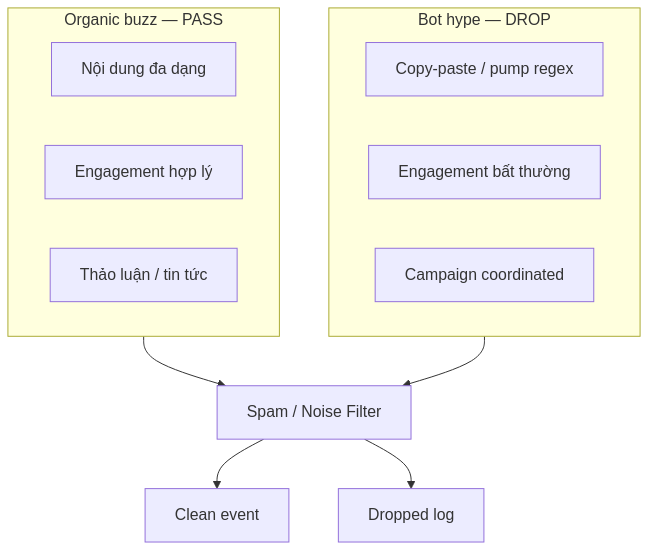 Organic buzz — PASS
Nội dung đa dạng
Engagement hợp lý
Thảo luận / tin tức
Bot hype — DROP
Copy-paste / pump regex
Engagement bất thường
Campaign coordinated
Spam / Noise Filter
Clean event
Dropped log